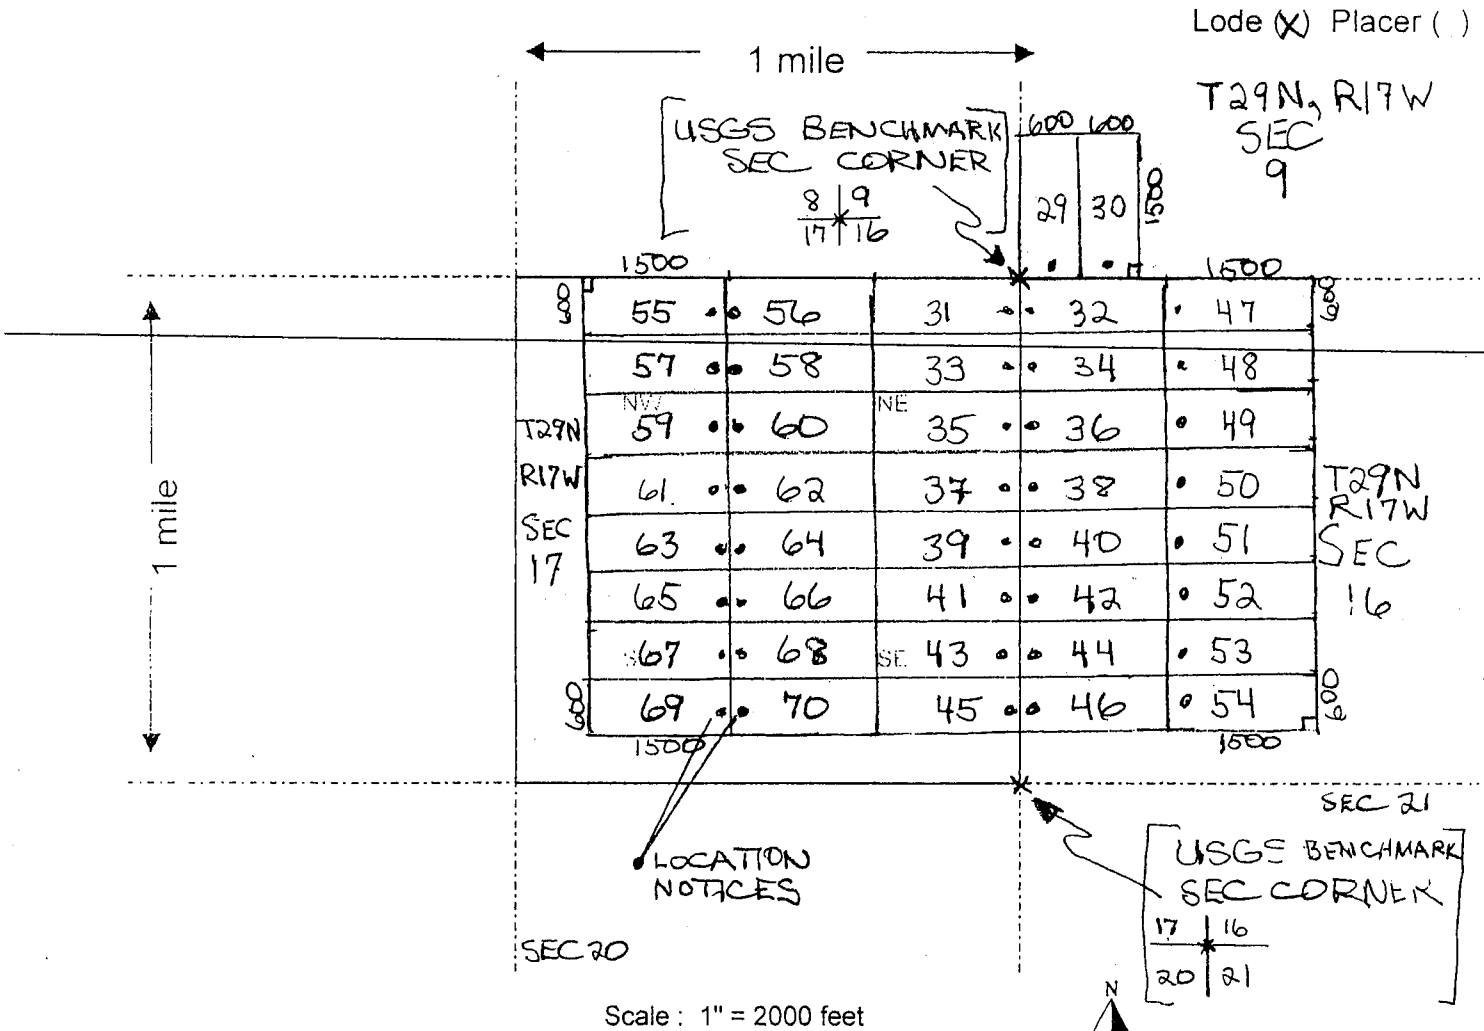 Lode (X) Placer ( )
1 mile
T29N, R17W
SEC
9
USGS BENCHMARK
SEC CORNER
8 9
17 16
600 600
29 30 1500
1500 1500
600 55 56 31 32 47 600
57 58 33 34 48
NW NE
T29N 59 60 35 36 49
R17W 61 62 37 38 50 T29N
R17W
SEC 63 64 39 40 51 SEC
17
65 66 41 42 52 16
67 68 SE 43 44 53
600 69 70 45 46 54 600
1500 1500
1 mile
SEC 21
LOCATION
NOTICES
USGS BENCHMARK
SEC CORNER
17 16
20 21
SEC 20
N
Scale : 1" = 2000 feet